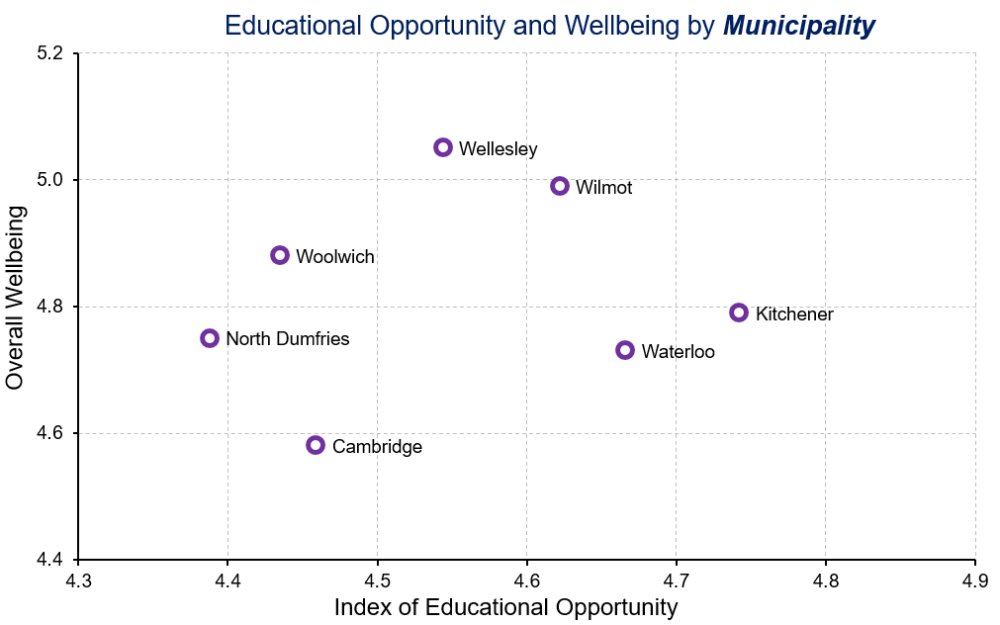 Educational Opportunity and Wellbeing by Municipality
5.2
5.0
4.8
4.6
4.4
Overall Wellbeing
Wellesley
Wilmot
Woolwich
Kitchener
North Dumfries
Waterloo
Cambridge
4.3 4.4 4.5 4.6 4.7 4.8 4.9
Index of Educational Opportunity